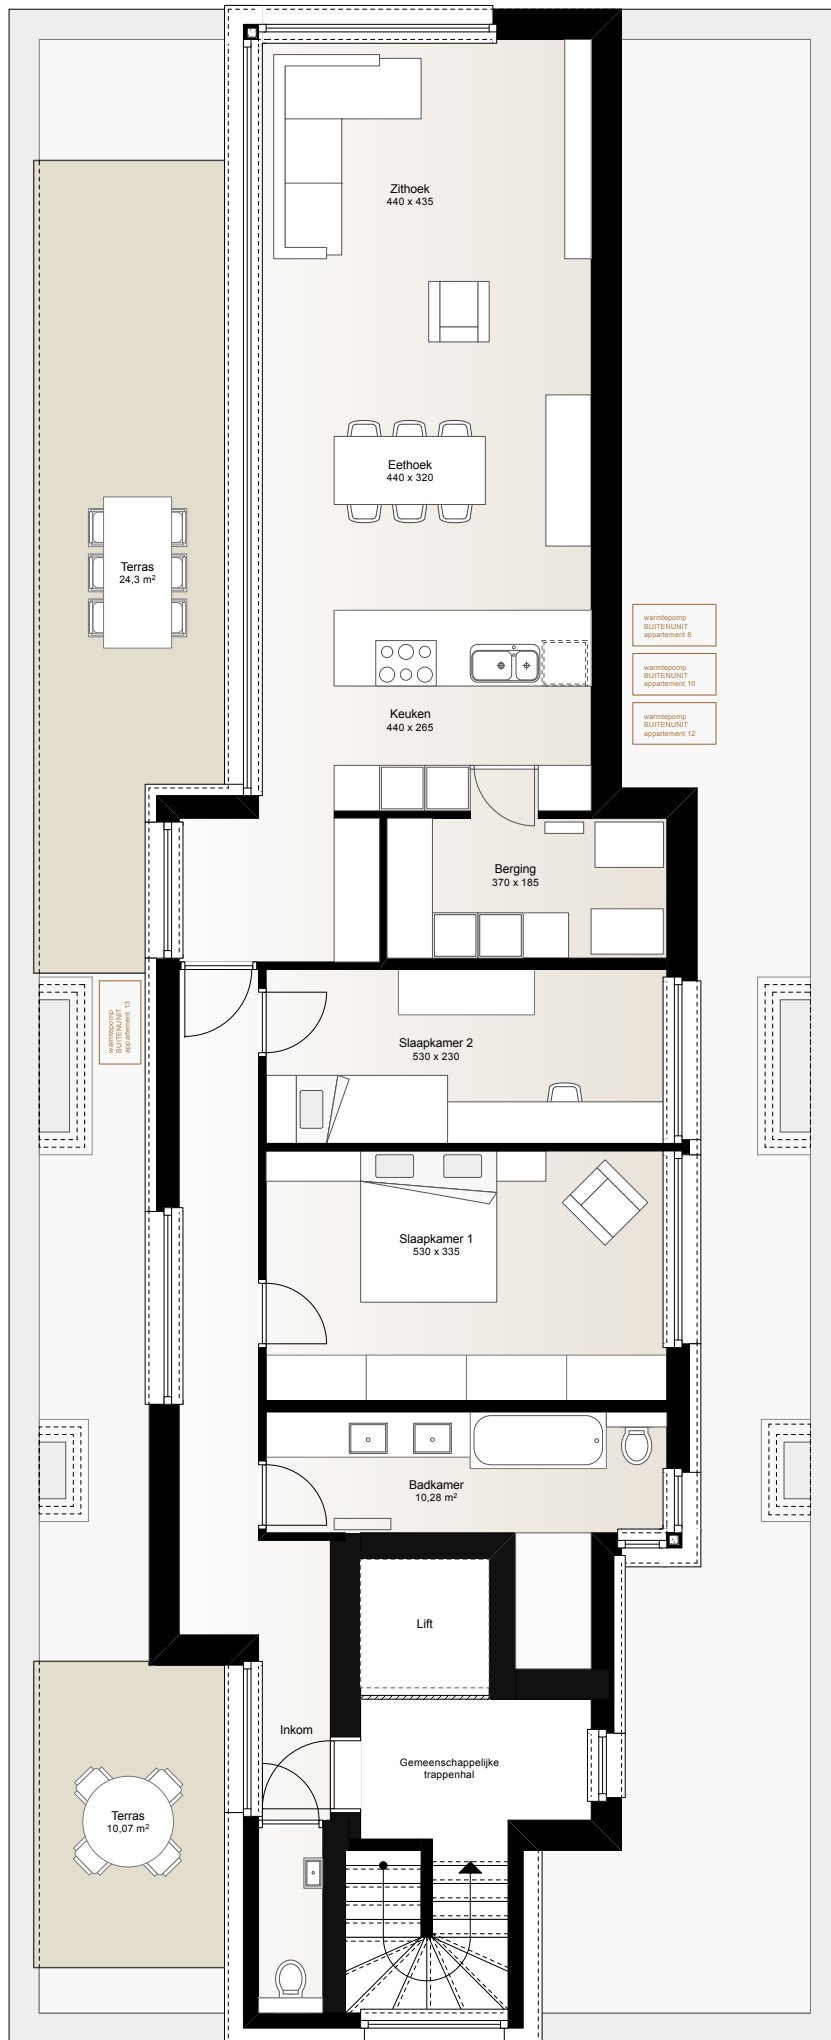 Zithoek
440 x 435
Eethoek
440 x 320
Terras
24,3 m²
warmtepomp
BUITENUNIT
appartement 8
warmtepomp
BUITENUNIT
appartement 10
warmtepomp
BUITENUNIT
appartement 12
Keuken
440 x 265
Berging
370 x 185
warmtepomp
BUITENUNIT
appartement 13
Slaapkamer 2
530 x 230
Slaapkamer 1
530 x 335
Badkamer
10,28 m²
Lift
Inkom
Gemeenschappelijke
trappenhal
Terras
10,07 m²